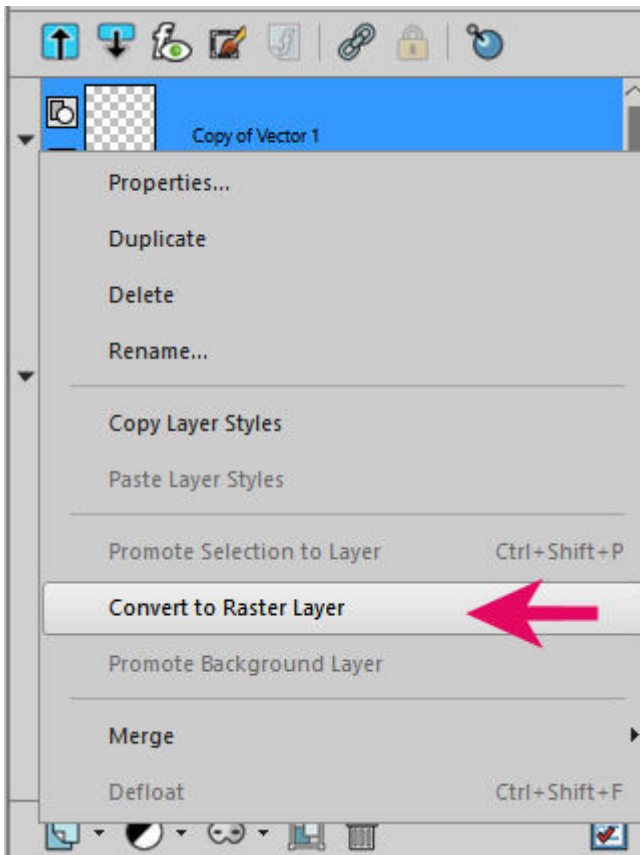 Copy of Vector 1
Properties...
Duplicate
Delete
Rename...
Copy Layer Styles
Paste Layer Styles
Promote Selection to Layer Ctrl+Shift+P
Convert to Raster Layer
Promote Background Layer
Merge
Defloat Ctrl+Shift+F